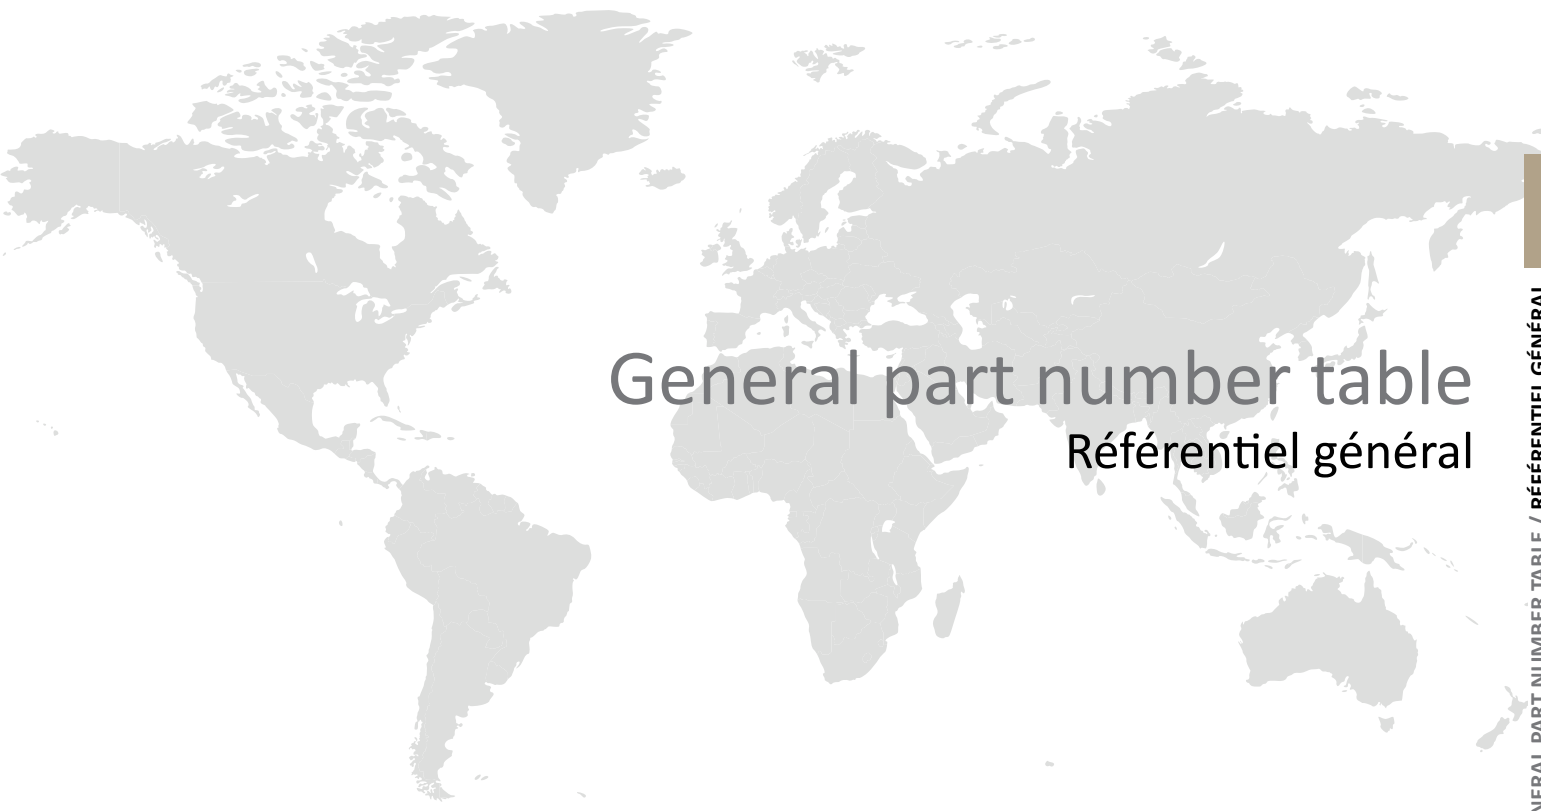 General part number table
Référentiel général
NERAL PART NUMBER TABLE / RÉFÉRENTIEL GÉNÉRAL